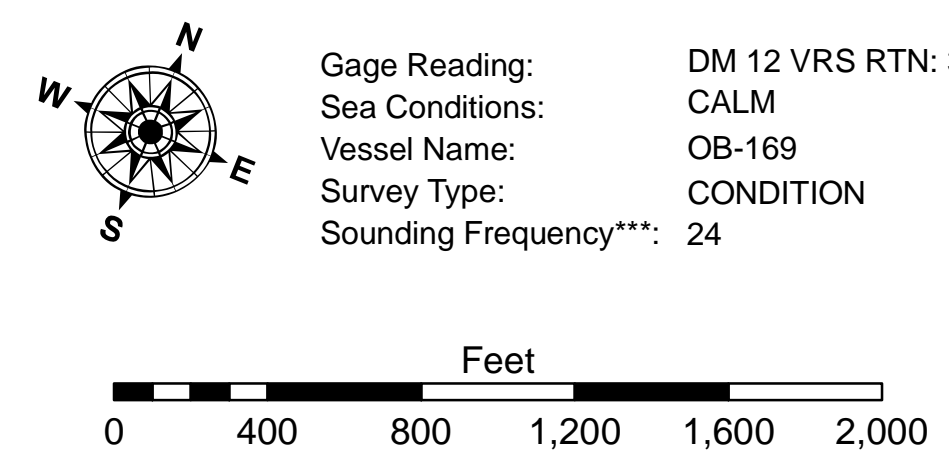 N
W
E
S
Gage Reading: DM 12 VRS RTN:
Sea Conditions: CALM
Vessel Name: OB-169
Survey Type: CONDITION
Sounding Frequency***: 24
Feet
0 400 800 1,200 1,600 2,000